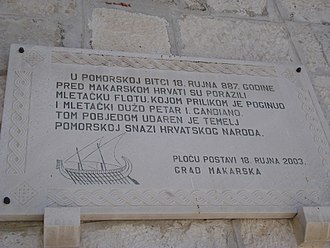 U POMORSKOJ BITCI 18. RUJNA 887. GODINE
PRED MAKARSKOM HRVATI SU PORAZILI
MLETAČKU FLOTU, KOJOM PRILIKOM JE POGINUO
I MLETAČKI DUŽD PETAR I. CANDIANO.
TOM POBJEDOM UDAREN JE TEMELJ
POMORSKOJ SNAZI HRVATSKOG NARODA.
PLOČU POSTAVI 18. RUJNA 2003.
GRAD MAKARSKA